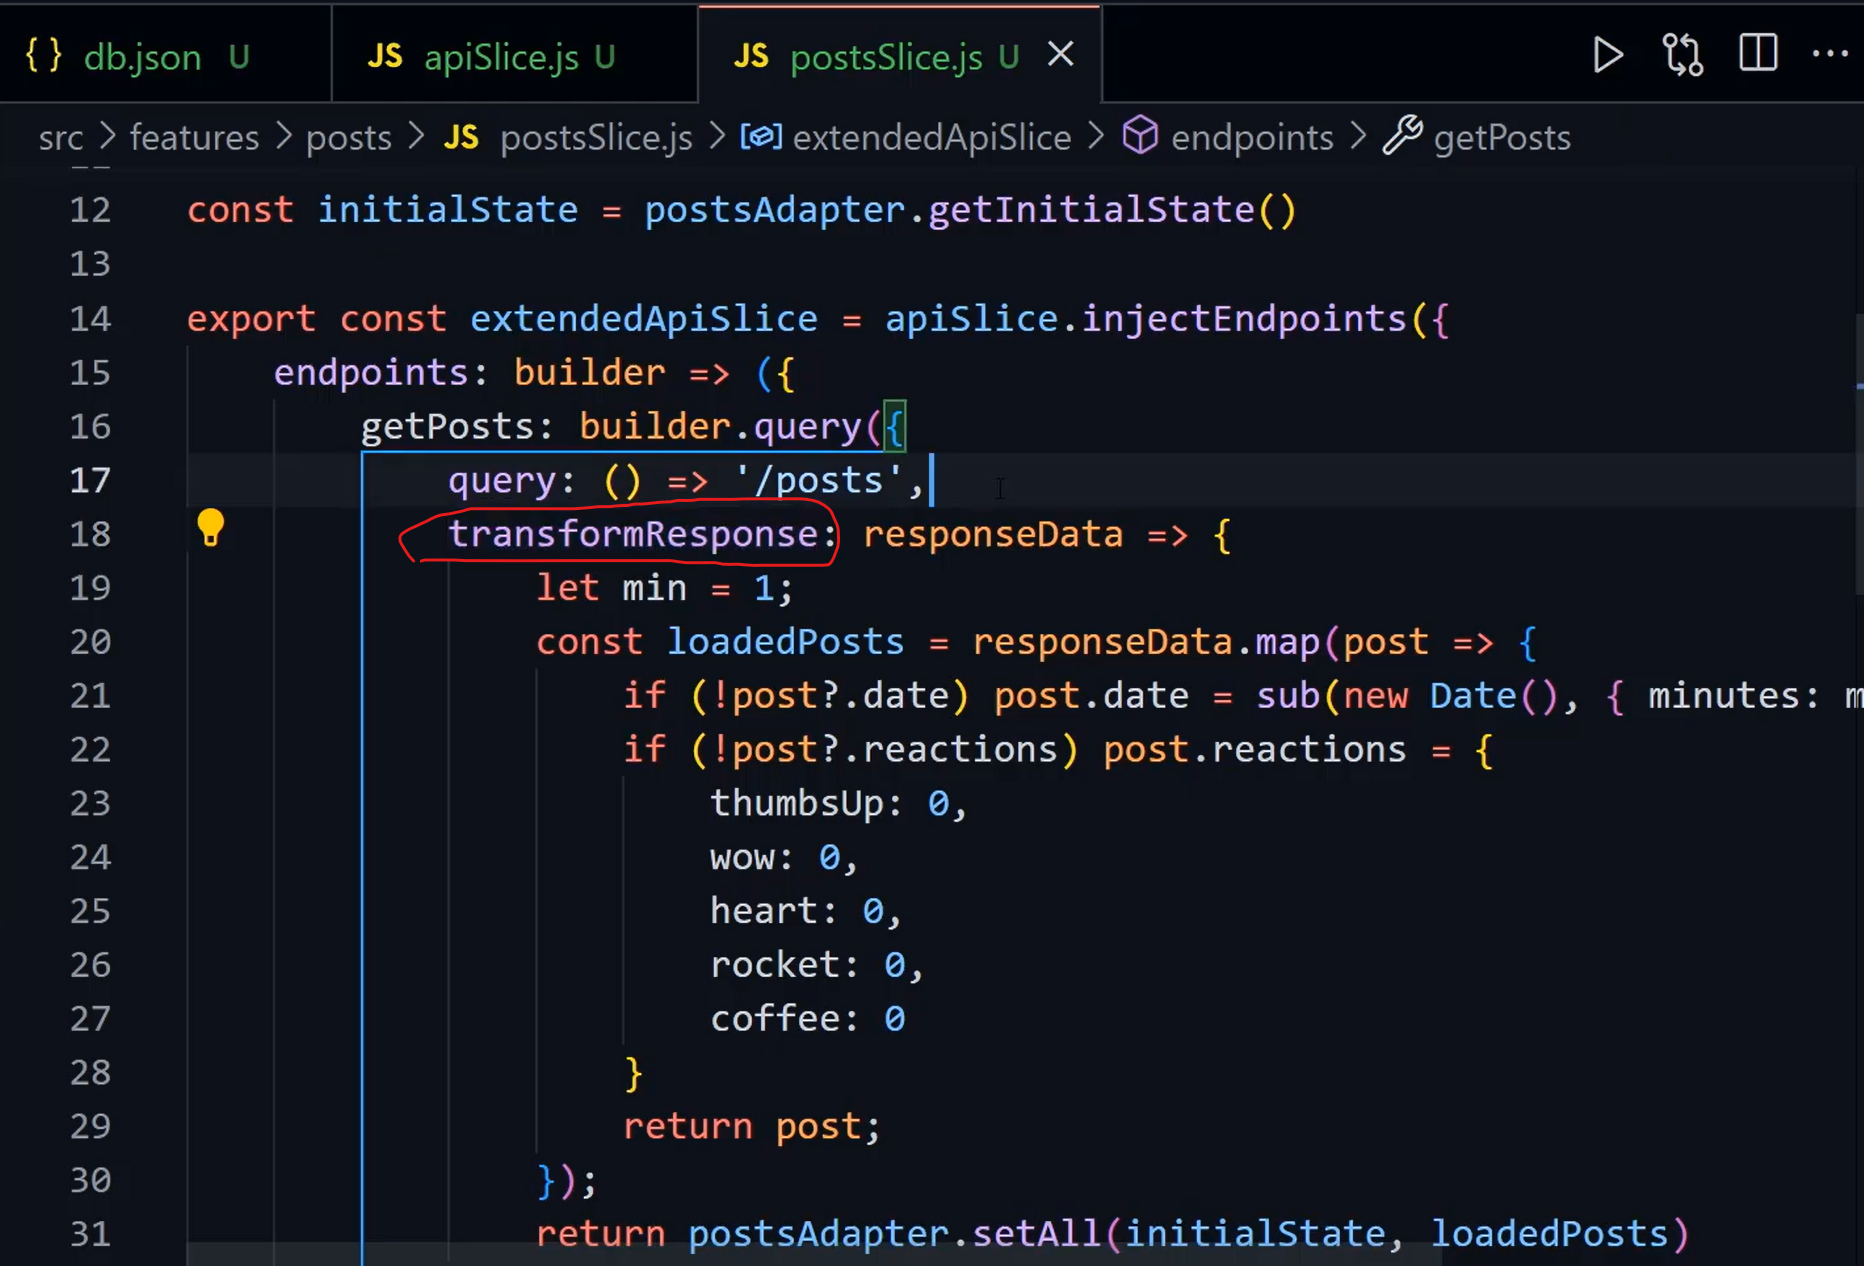 { } db.json U JS apiSlice.js U JS postsSlice.js U
src > features > posts > JS postsSlice.js > extendedApiSlice > endpoints > getPosts
12 const initialState = postsAdapter.getInitialState()
13
14 export const extendedApiSlice = apiSlice.injectEndpoints({
15 endpoints: builder => ({
16 getPosts: builder.query({
17 query: () => '/posts',
18 transformResponse: responseData => {
19 let min = 1;
20 const loadedPosts = responseData.map(post => {
21 if (!post?.date) post.date = sub(new Date(), { minutes:
22 if (!post?.reactions) post.reactions = {
23 thumbsUp: 0,
24 wow: 0,
25 heart: 0,
26 rocket: 0,
27 coffee: 0
28 }
29 return post;
30 });
31 return postsAdapter.setAll(initialState, loadedPosts)